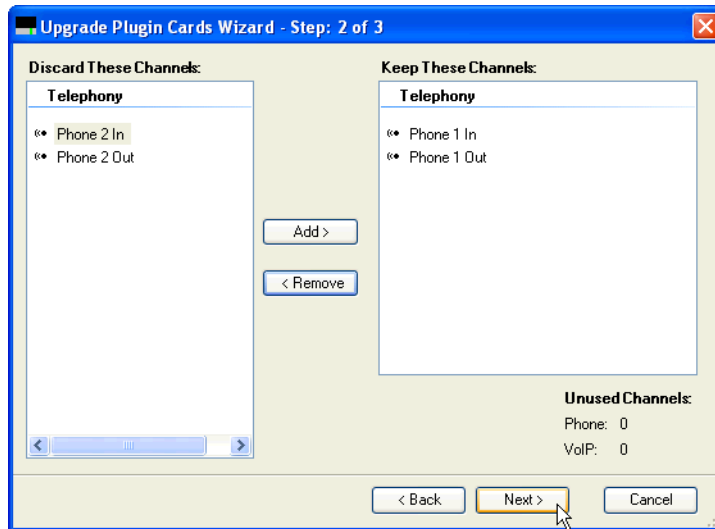 Upgrade Plugin Cards Wizard - Step: 2 of 3
Discard These Channels:
Telephony
Phone 2 In
Phone 2 Out
Add >
< Remove
Keep These Channels:
Telephony
Phone 1 In
Phone 1 Out
Unused Channels:
Phone: 0
VoIP: 0
< Back
Next >
Cancel